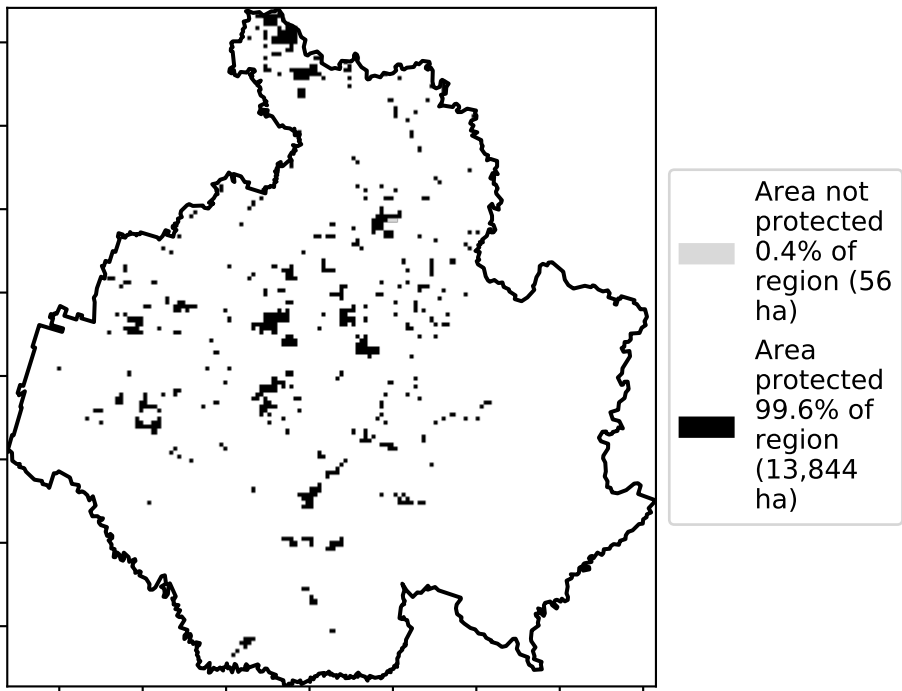 Area not
protected
0.4% of
region (56
ha)
Area
protected
99.6% of
region
(13,844
ha)